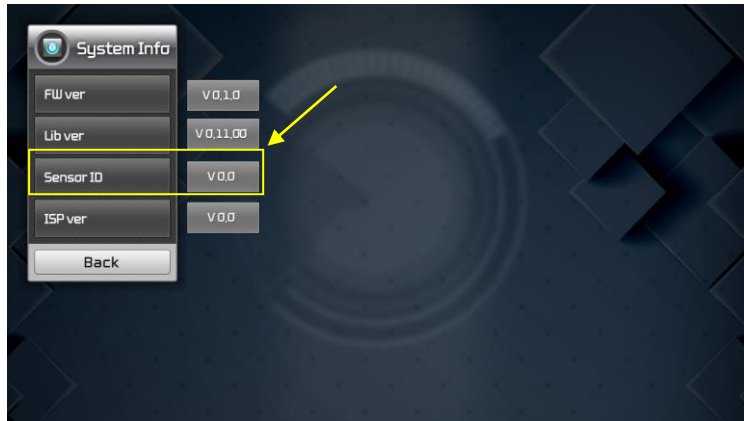 System Info
FW ver V 0,1,0
Lib ver V 0,11,00
Sensor ID V 0,0
ISP ver V 0,0
Back